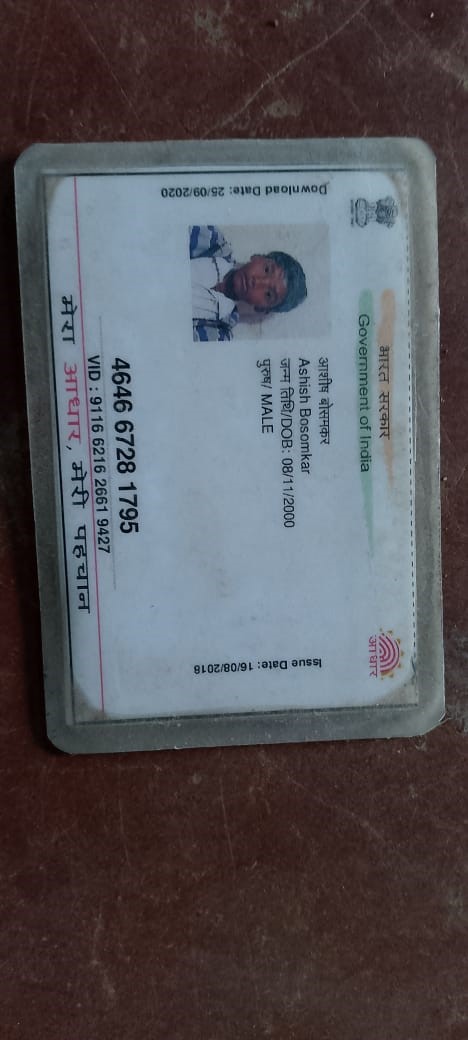 भारत सरकार
Government of India
Download Date: 25/09/2020
आशीष बोसमकर
Ashish Bosomkar
जन्म तिथि/DOB: 08/11/2000
पुरुष/ MALE
Issue Date: 16/08/2018
4646 6728 1795
VID : 9116 6216 2661 9427
मेरा आधार, मेरी पहचान
आधार